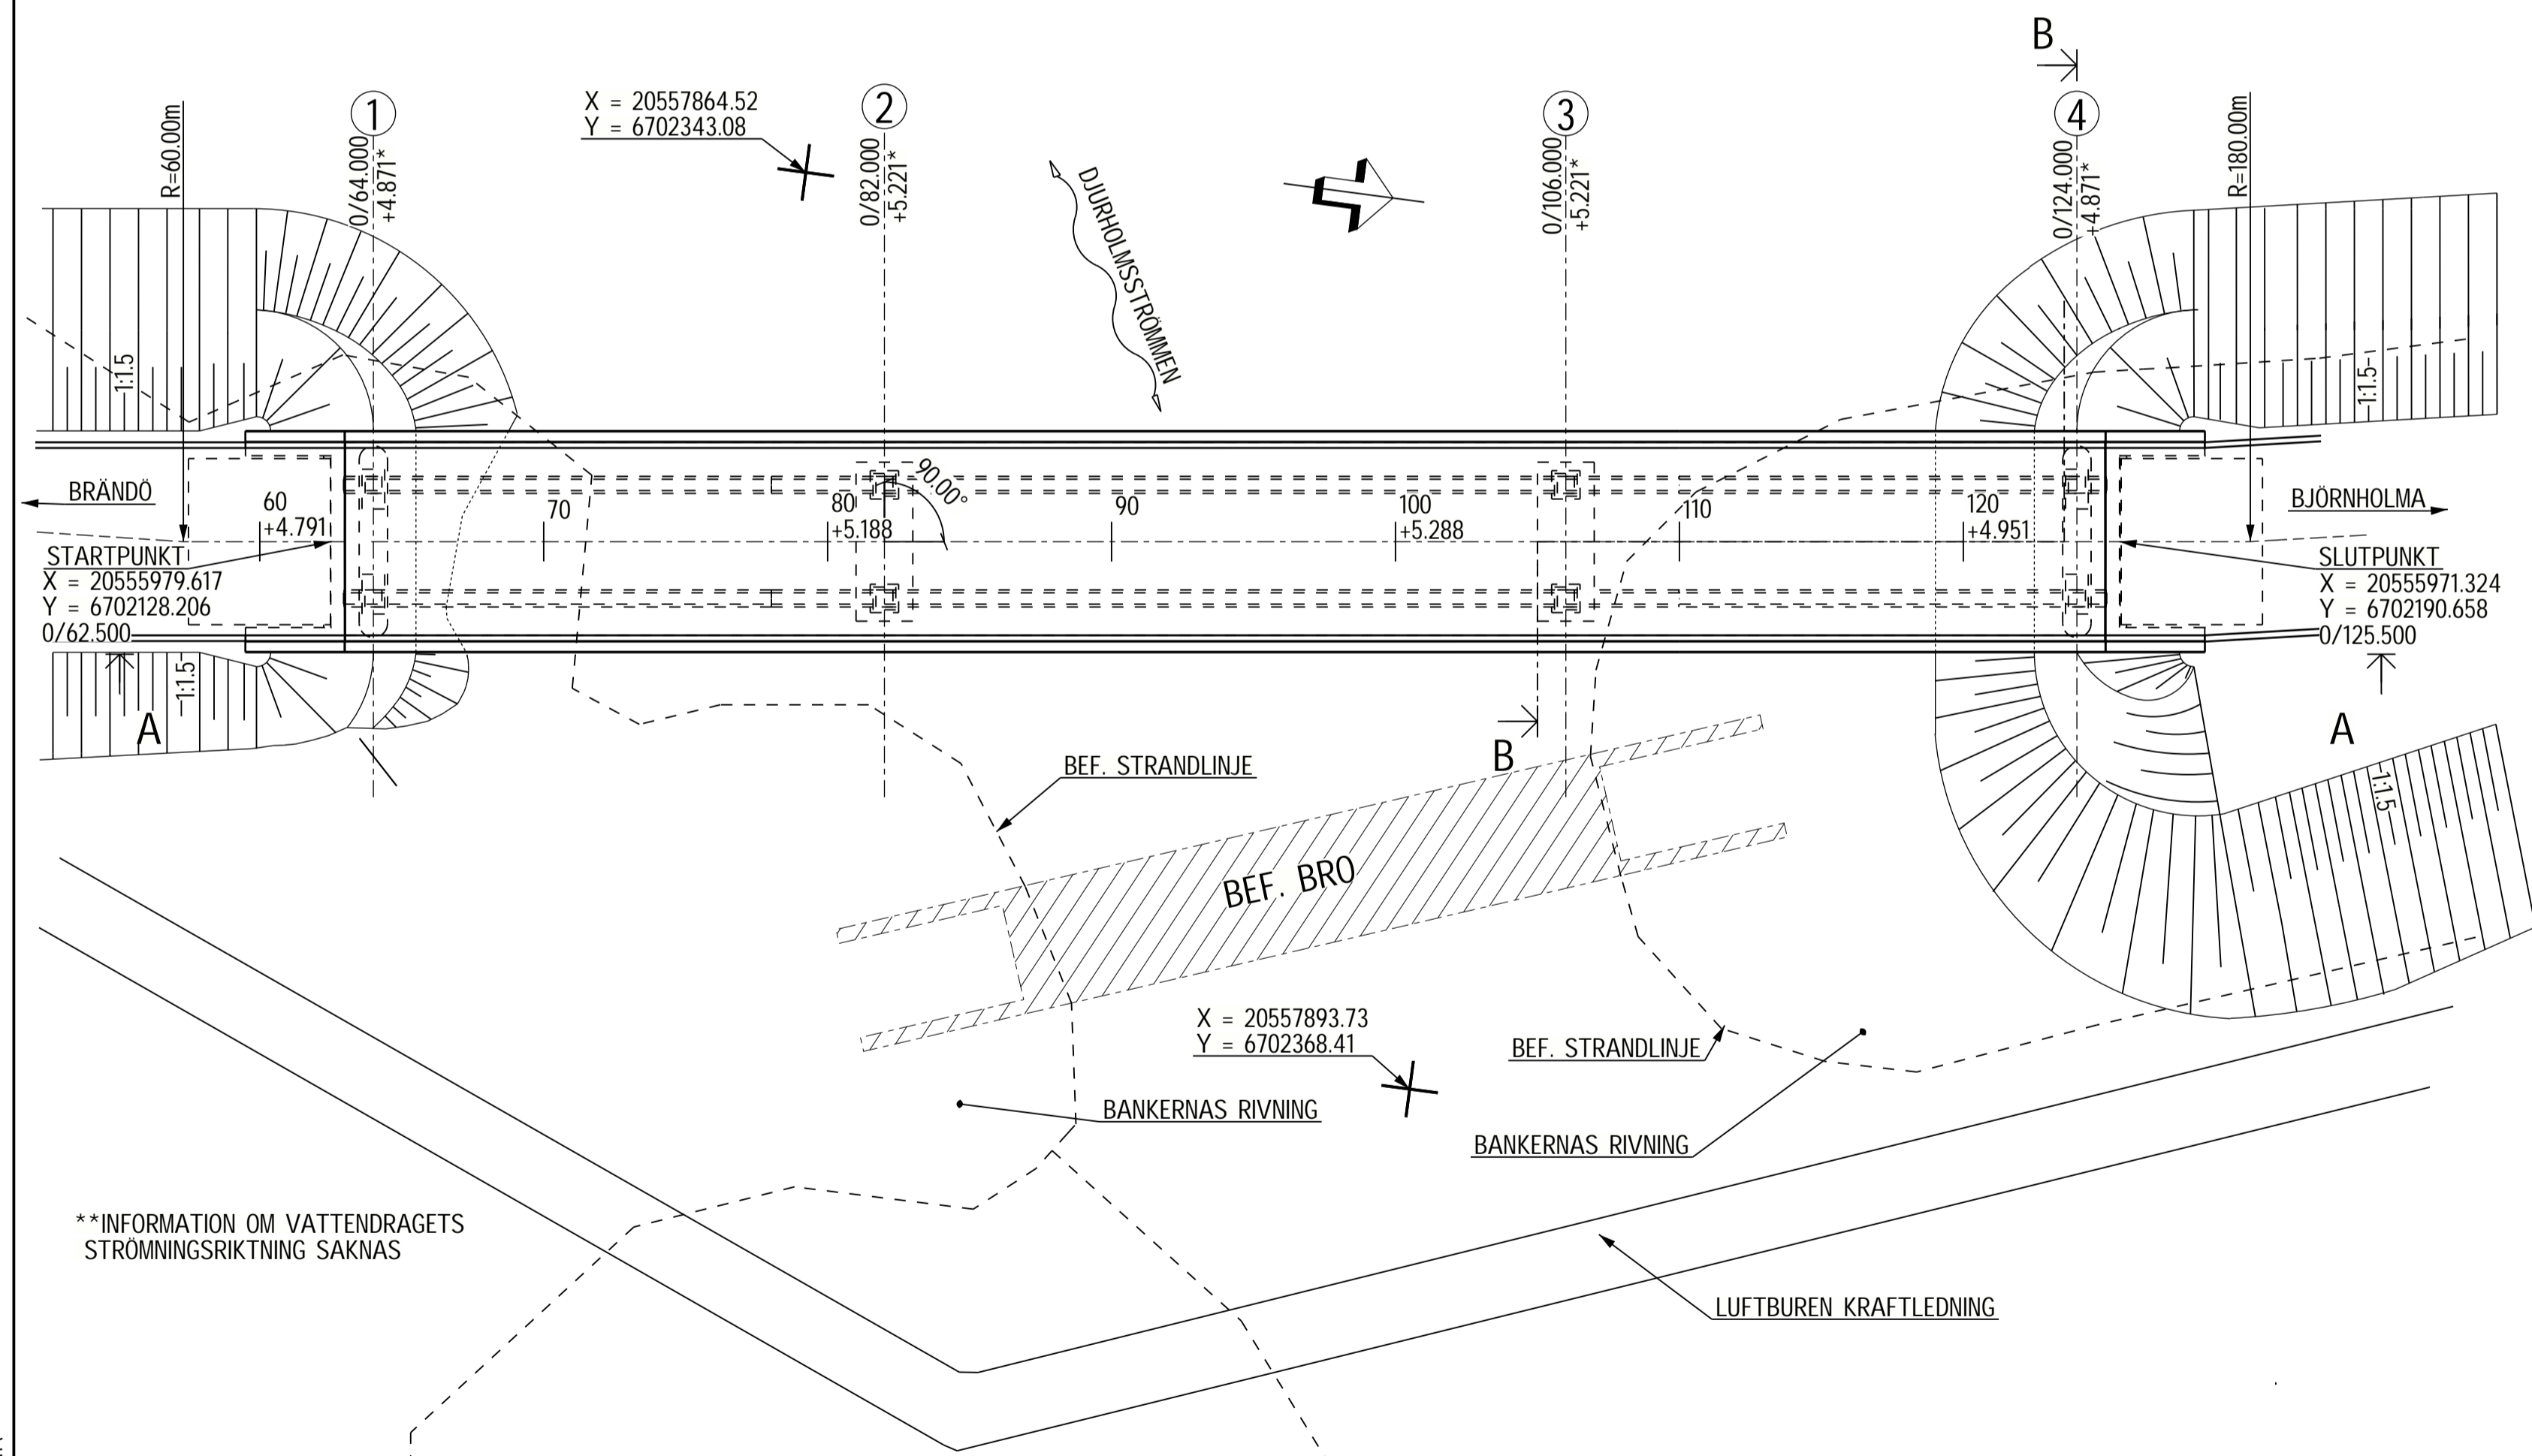 B
1
2
3
4
R=60.00m
0/64.000
+4.871*
X = 20557864.52
Y = 6702343.08
0/82.000
+5.221*
DJURHOLMSSTRÖMMEN
0/106.000
+5.221*
0/124.000
+4.871*
R=180.00m
1:1.5
1:1.5
BRÄNDÖ
60
+4.791
70
80
+5.188
90.00°
90
100
+5.288
110
120
+4.951
BJÖRNHOLMA
STARTPUNKT
X = 20555979.617
Y = 6702128.206
0/62.500
SLUTPUNKT
X = 20555971.324
Y = 6702190.658
0/125.500
1:1.5
A
B
A
BEF. STRANDLINJE
1:1.5
BEF. BRO
X = 20557893.73
Y = 6702368.41
BEF. STRANDLINJE
BANKERNAS RIVNING
BANKERNAS RIVNING
**INFORMATION OM VATTENDRAGETS
STRÖMNINGSRIKTNING SAKNAS
LUFTBUREN KRAFTLEDNING